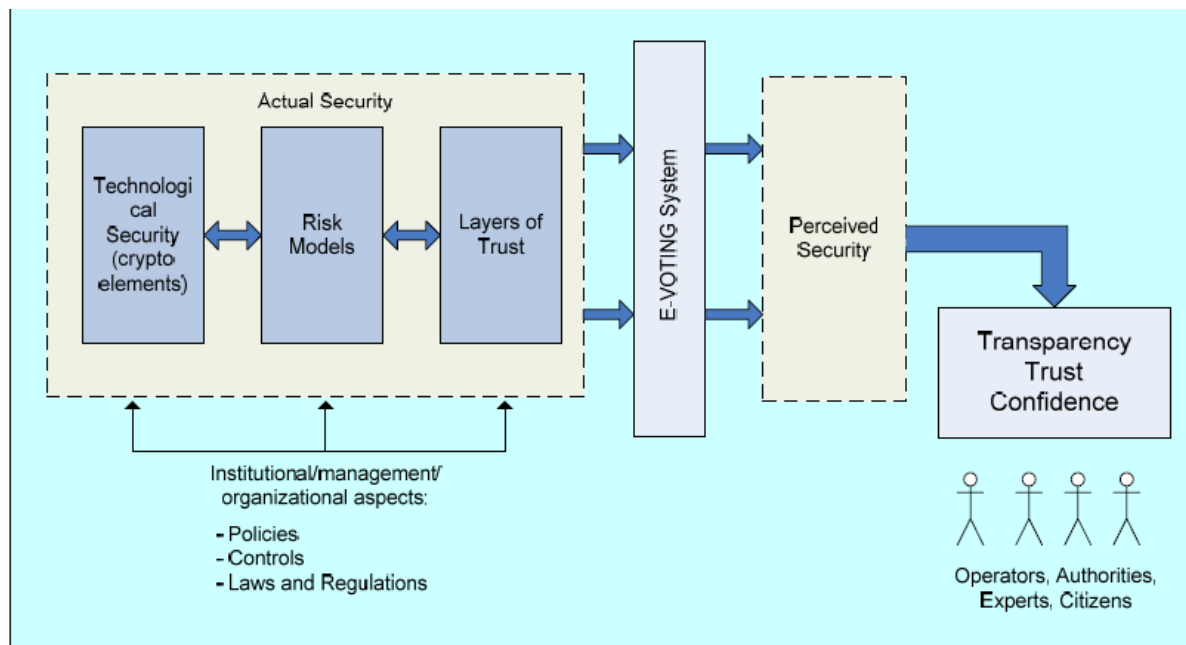 Actual Security
Technologi
cal
Security
(crypto
elements)
Risk
Models
Layers of
Trust
E-VOTING System
Perceived
Security
Transparency
Trust
Confidence
Institutional/management/
organizational aspects:
- Policies
- Controls
- Laws and Regulations
Operators, Authorities,
Experts, Citizens